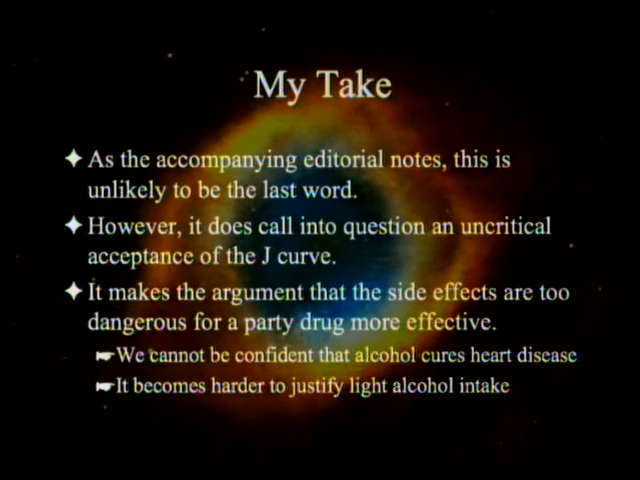 My Take
As the accompanying editorial notes, this is
unlikely to be the last word.
However, it does call into question an uncritical
acceptance of the J curve.
It makes the argument that the side effects are too
dangerous for a party drug more effective.
We cannot be confident that alcohol cures heart disease
It becomes harder to justify light alcohol intake